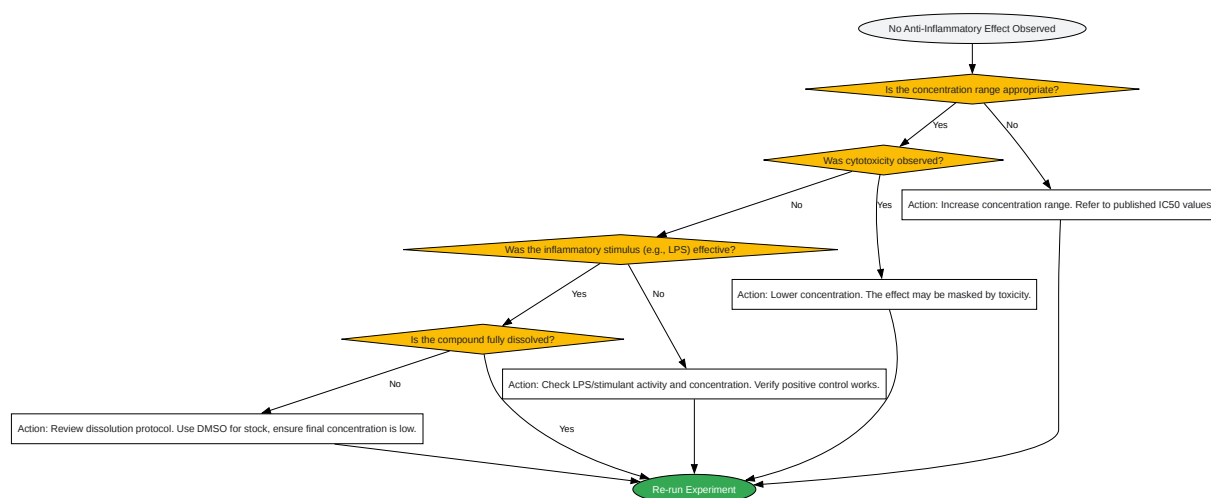 No Anti-Inflammatory Effect Observed
Is the concentration range appropriate?
Yes
No
Was cytotoxicity observed?
Action: Increase concentration range. Refer to published IC50 values.
No
Yes
Was the inflammatory stimulus (e.g., LPS) effective?
Yes
No
Action: Lower concentration. The effect may be masked by toxicity.
Is the compound fully dissolved?
No
Action: Check LPS/stimulant activity and concentration. Verify positive control works.
Action: Review dissolution protocol. Use DMSO for stock, ensure final concentration is low.
Yes
Re-run Experiment